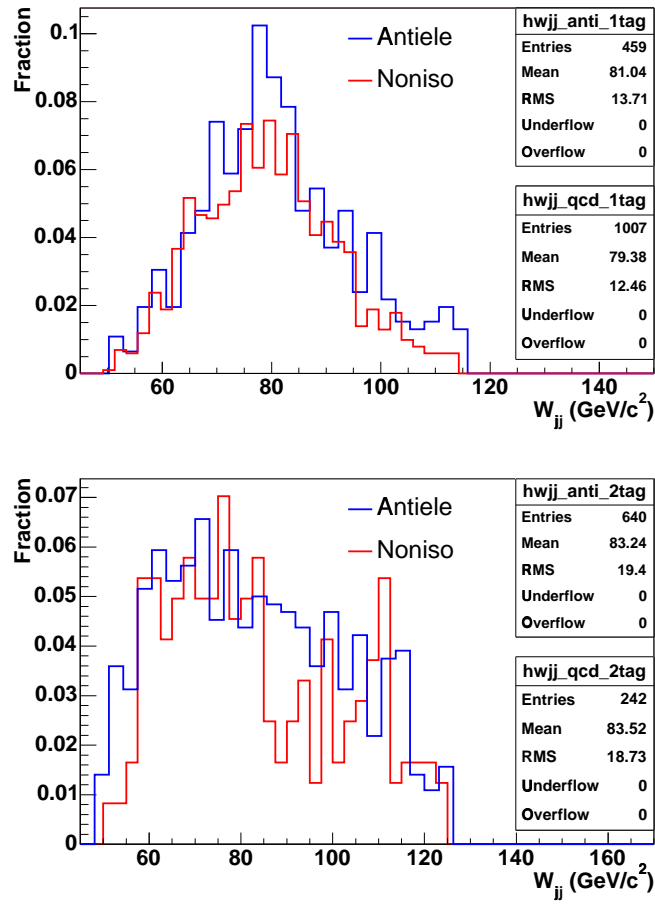 Fraction
0.1
0.08
0.06
0.04
0.02
0
60 80 100 120 140
W_jj (GeV/c^2)
Antiele
Noniso
hwjj_anti_1tag
Entries 459
Mean 81.04
RMS 13.71
Underflow 0
Overflow 0
hwjj_qcd_1tag
Entries 1007
Mean 79.38
RMS 12.46
Underflow 0
Overflow 0
Fraction
0.07
0.06
0.05
0.04
0.03
0.02
0.01
0
60 80 100 120 140 160
W_jj (GeV/c^2)
Antiele
Noniso
hwjj_anti_2tag
Entries 640
Mean 83.24
RMS 19.4
Underflow 0
Overflow 0
hwjj_qcd_2tag
Entries 242
Mean 83.52
RMS 18.73
Underflow 0
Overflow 0